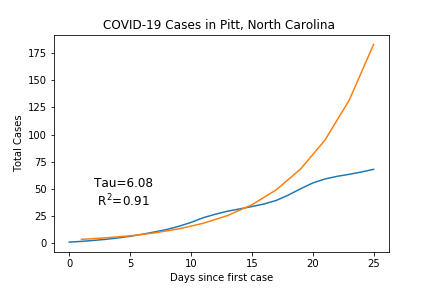 COVID-19 Cases in Pitt, North Carolina
Total Cases
175
150
125
100
75
50
25
0
Tau=6.08
R²=0.91
0 5 10 15 20 25
Days since first case